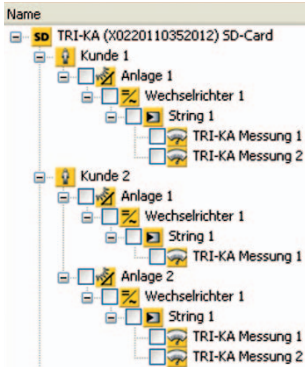 Name
SD TRI-KA (X0220110352012) SD-Card
Kunde 1
Anlage 1
Wechselrichter 1
String 1
TRI-KA Messung 1
TRI-KA Messung 2
Kunde 2
Anlage 1
Wechselrichter 1
String 1
TRI-KA Messung 1
Anlage 2
Wechselrichter 1
String 1
TRI-KA Messung 1
TRI-KA Messung 2